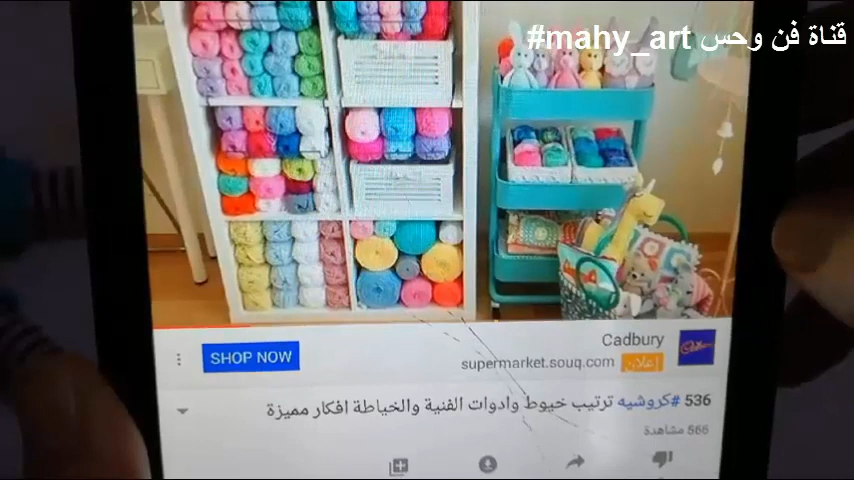 قناة فن وحس #mahy_art
Cadbury
إعلان supermarket.souq.com
SHOP NOW
536 #كروشيه ترتيب خيوط وادوات الفنية والخياطة افكار مميزة
566 مشاهدة